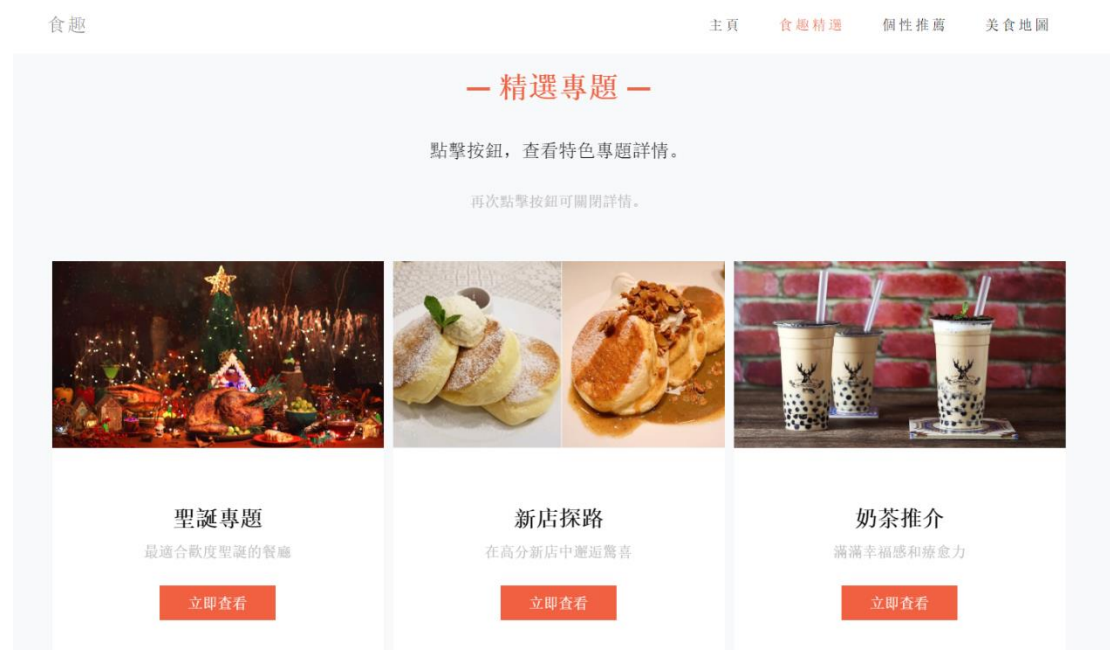 食趣
主頁 食趣精選 個性推薦 美食地圖
— 精選專題 —
點擊按鈕，查看特色專題詳情。
再次點擊按鈕可關閉詳情。
聖誕專題
最適合歡度聖誕的餐廳
立即查看
新店探路
在高分新店中邂逅驚喜
立即查看
奶茶推介
滿滿幸福感和療愈力
立即查看